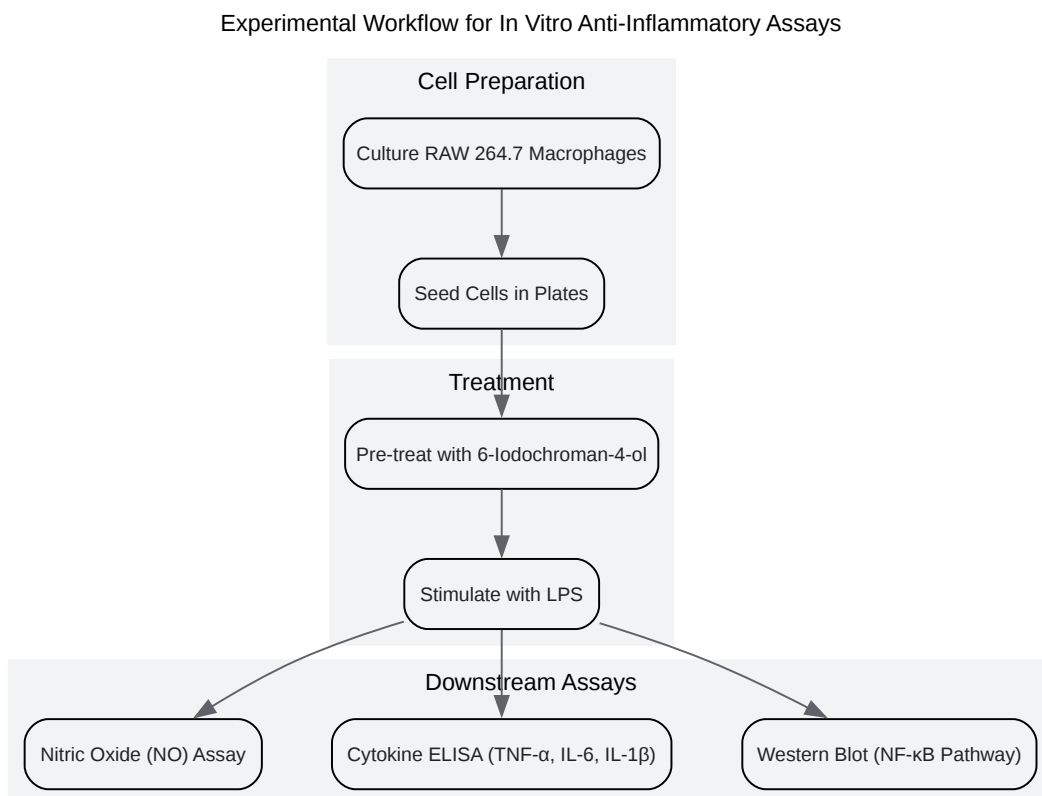 Experimental Workflow for In Vitro Anti-Inflammatory Assays
Cell Preparation
Culture RAW 264.7 Macrophages
Seed Cells in Plates
Treatment
Pre-treat with 6-Iodochroman-4-ol
Stimulate with LPS
Downstream Assays
Nitric Oxide (NO) Assay
Cytokine ELISA (TNF-α, IL-6, IL-1β)
Western Blot (NF-κB Pathway)